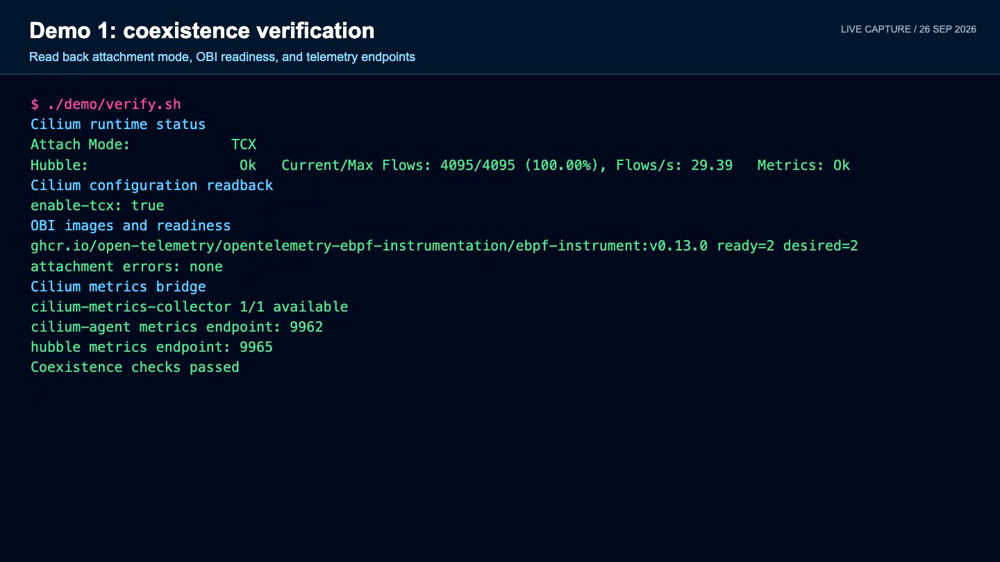 Demo 1: coexistence verification
LIVE CAPTURE / 26 SEP 2026
Read back attachment mode, OBI readiness, and telemetry endpoints
$ ./demo/verify.sh
Cilium runtime status
Attach Mode:            TCX
Hubble:                  Ok   Current/Max Flows: 4095/4095 (100.00%), Flows/s: 29.39   Metrics: Ok
Cilium configuration readback
enable-tcx: true
OBI images and readiness
ghcr.io/open-telemetry/opentelemetry-ebpf-instrumentation/ebpf-instrument:v0.13.0 ready=2 desired=2
attachment errors: none
Cilium metrics bridge
cilium-metrics-collector 1/1 available
cilium-agent metrics endpoint: 9962
hubble metrics endpoint: 9965
Coexistence checks passed